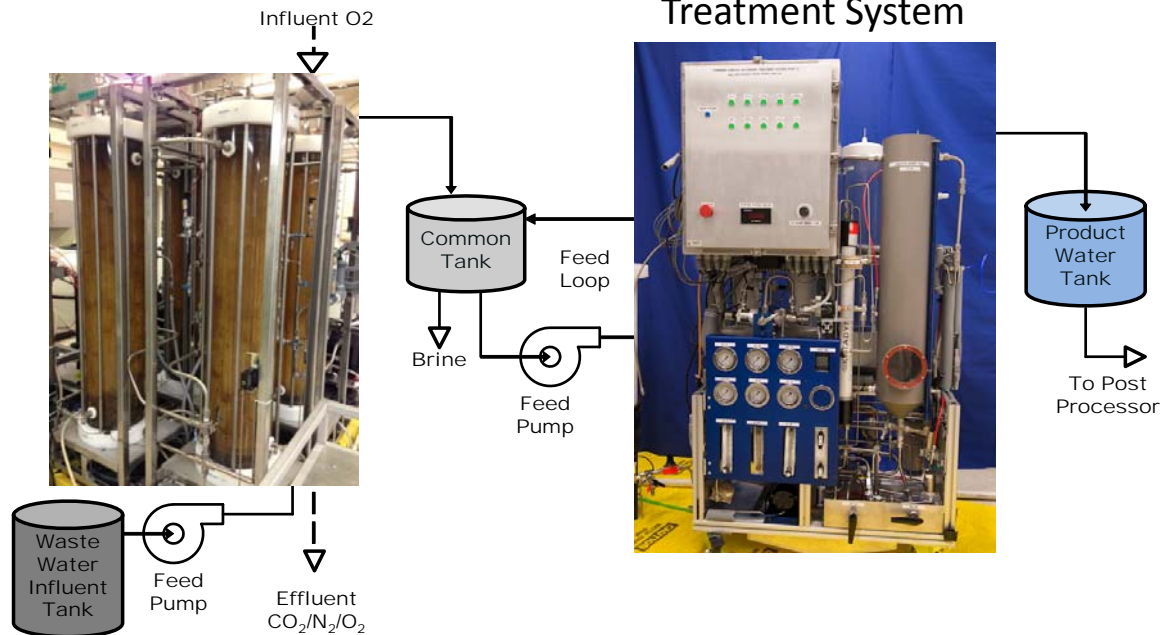 Treatment System
Influent O2
Common
Tank
Feed
Loop
Product
Water
Tank
Brine
Feed
Pump
To Post
Processor
Waste
Water
Influent
Tank
Feed
Pump
Effluent
CO₂/N₂/O₂